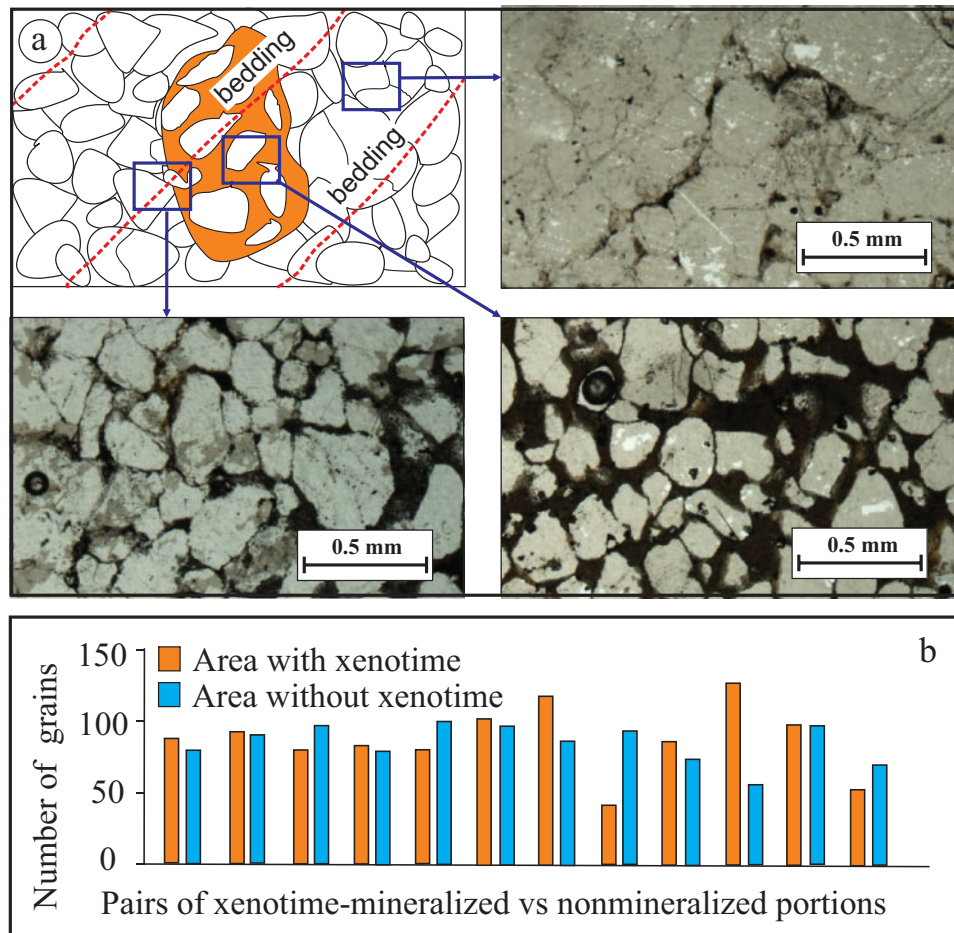 a
bedding
bedding
0.5 mm
0.5 mm
0.5 mm
b
150
100
50
0
Number of grains
Area with xenotime
Area without xenotime
Pairs of xenotime-mineralized vs nonmineralized portions